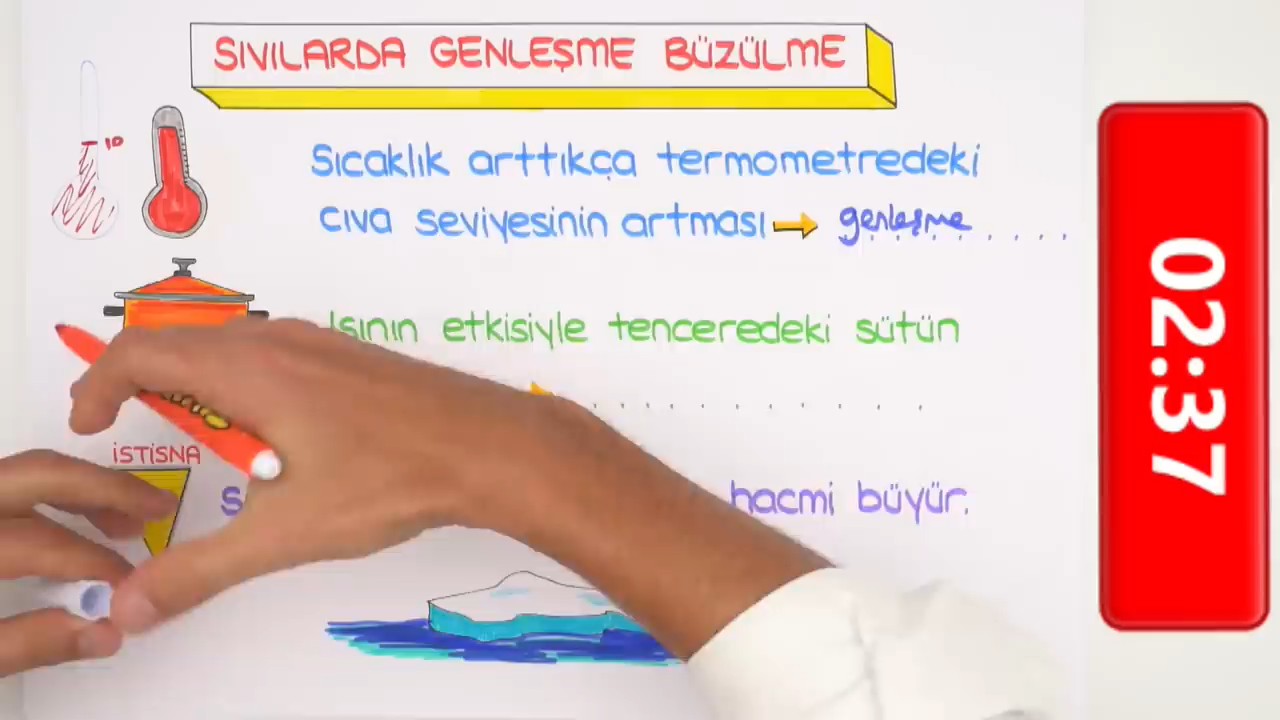 SIVILARDA GENLEŞME BÜZÜLME
10
Sıcaklık arttıkça termometredeki
cıva seviyesinin artması → genleşme . . . .
Isının etkisiyle tenceredeki sütün
. . . . . . . . . .
İSTİSNA
hacmi büyür.
02:37